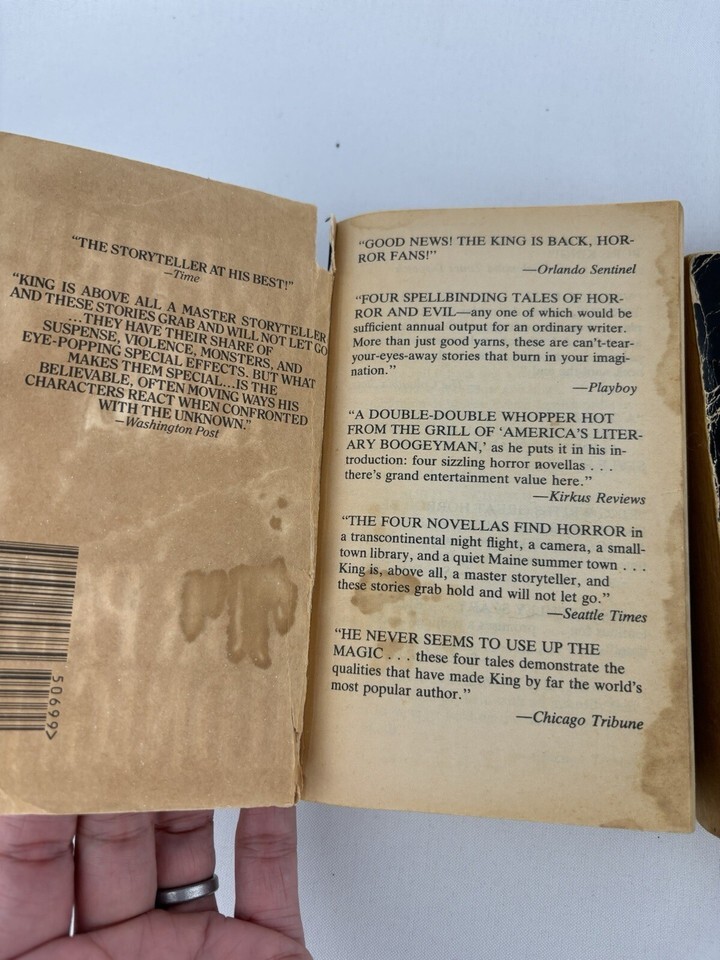 “THE STORYTELLER AT HIS BEST!”
—Time
“KING IS ABOVE ALL A MASTER STORYTELLER
AND THESE STORIES GRAB AND WILL NOT LET GO
...THEY HAVE THEIR SHARE OF
SUSPENSE, VIOLENCE, MONSTERS, AND
EYE-POPPING SPECIAL EFFECTS. BUT WHAT
MAKES THEM SPECIAL...IS THE
BELIEVABLE, OFTEN MOVING WAYS HIS
CHARACTERS REACT WHEN CONFRONTED
WITH THE UNKNOWN.”
—Washington Post
50699>
“GOOD NEWS! THE KING IS BACK, HOR-
ROR FANS!”
—Orlando Sentinel
“FOUR SPELLBINDING TALES OF HOR-
ROR AND EVIL—any one of which would be
sufficient annual output for an ordinary writer.
More than just good yarns, these are can’t-tear-
your-eyes-away stories that burn in your imagi-
nation.”
—Playboy
“A DOUBLE-DOUBLE WHOPPER HOT
FROM THE GRILL OF ‘AMERICA’S LITER-
ARY BOOGEYMAN,’ as he puts it in his in-
troduction: four sizzling horror novellas . . .
there’s grand entertainment value here.”
—Kirkus Reviews
“THE FOUR NOVELLAS FIND HORROR in
a transcontinental night flight, a camera, a small-
town library, and a quiet Maine summer town . . .
King is, above all, a master storyteller, and
these stories grab hold and will not let go.”
—Seattle Times
“HE NEVER SEEMS TO USE UP THE
MAGIC . . . these four tales demonstrate the
qualities that have made King by far the world’s
most popular author.”
—Chicago Tribune